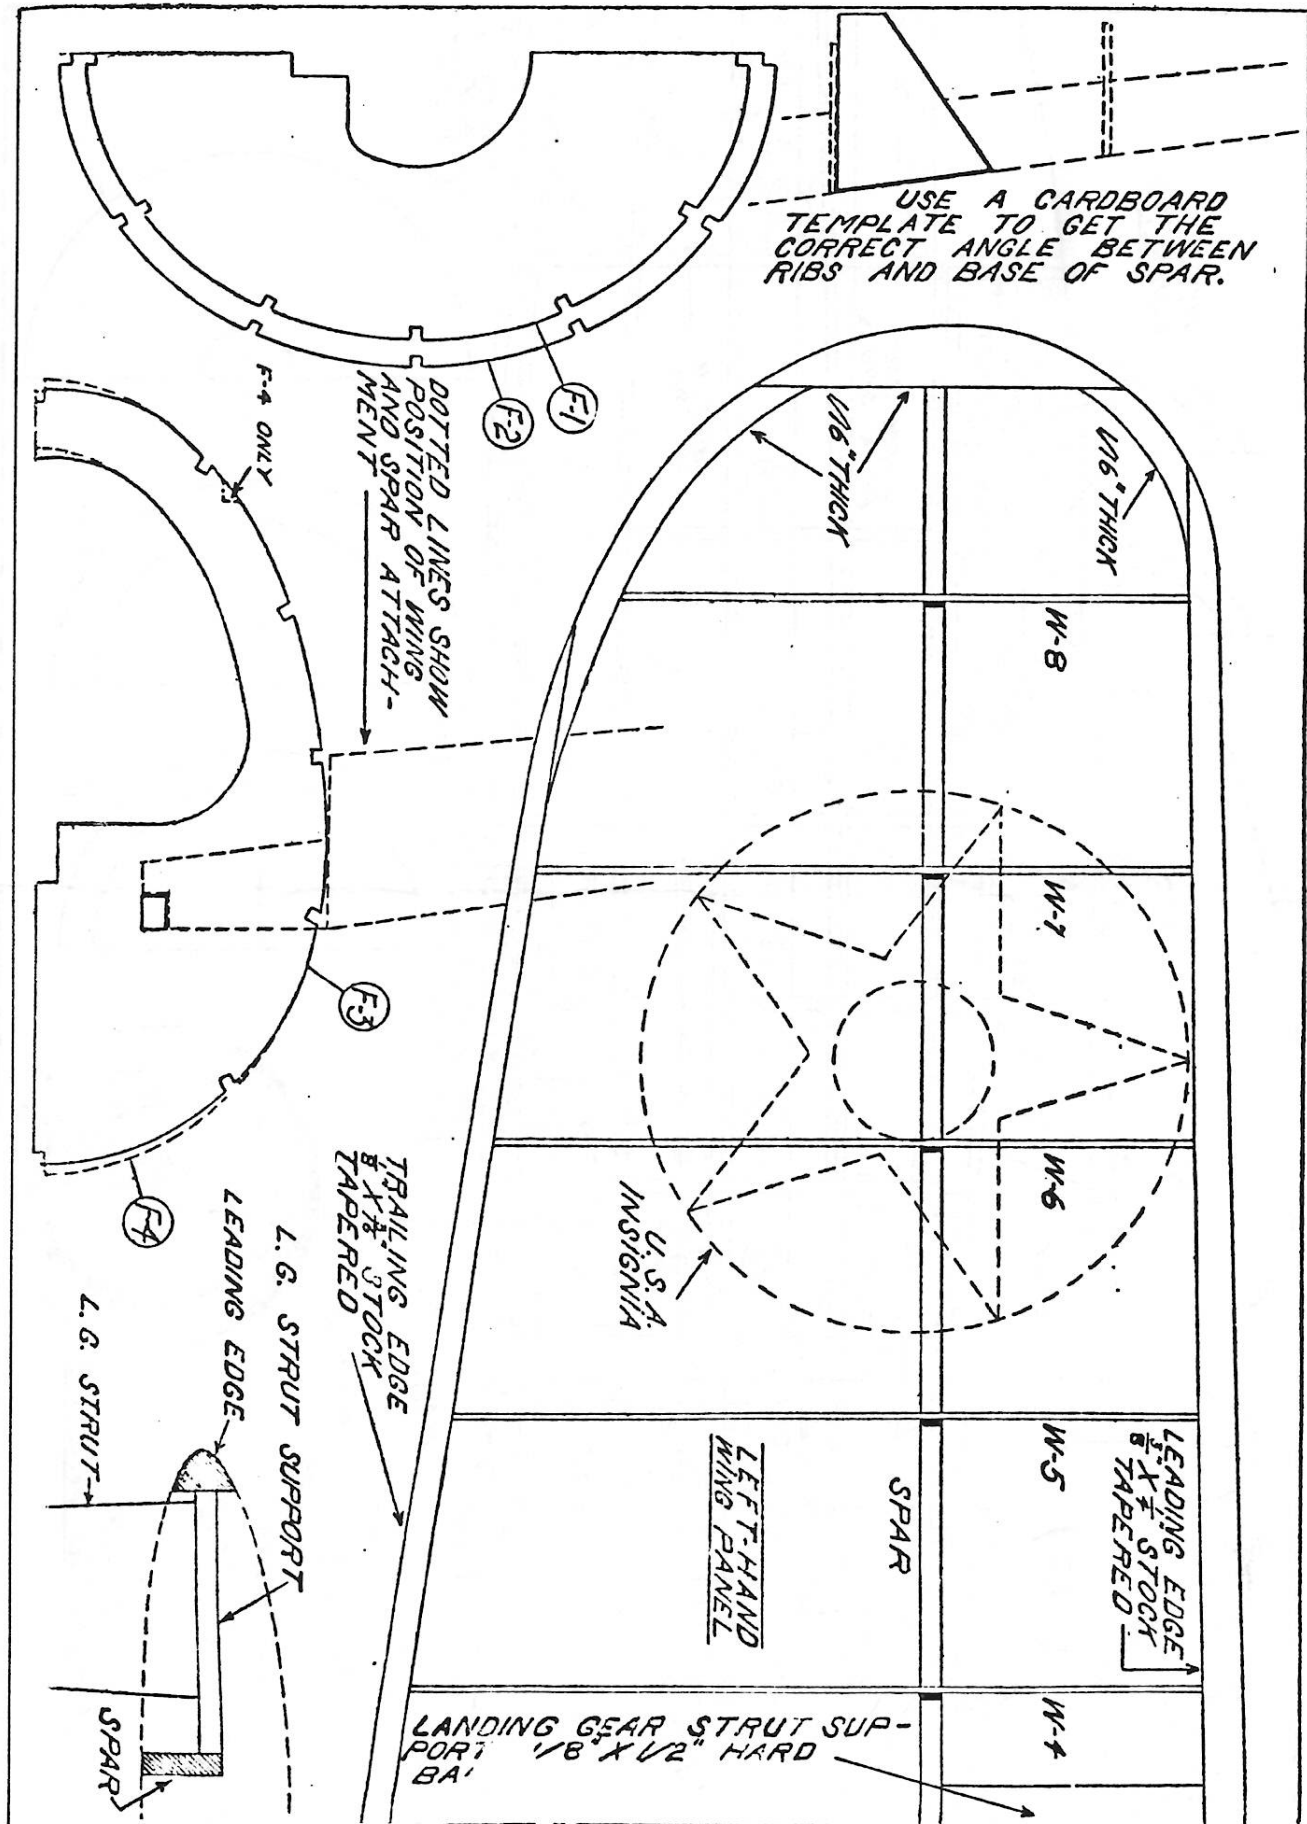 USE A CARDBOARD
TEMPLATE TO GET THE
CORRECT ANGLE BETWEEN
RIBS AND BASE OF SPAR.
F-1
F-2
F-4 ONLY
DOTTED LINES SHOW
POSITION OF WING
AND SPAR ATTACH-
MENT
1/16" THICK
1/16" THICK
W-8
W-7
W-6
W-5
W-4
F-3
F-4
U.S.A.
INSIGNIA
TRAILING EDGE
STOCK
TAPERED
LEADING EDGE
STOCK
TAPERED
SPAR
LEFT-HAND
WING PANEL
L.G. STRUT SUPPORT
LEADING EDGE
L.G. STRUT
SPAR
LANDING GEAR STRUT SUP-
PORT 1/8" X 1/2" HARD